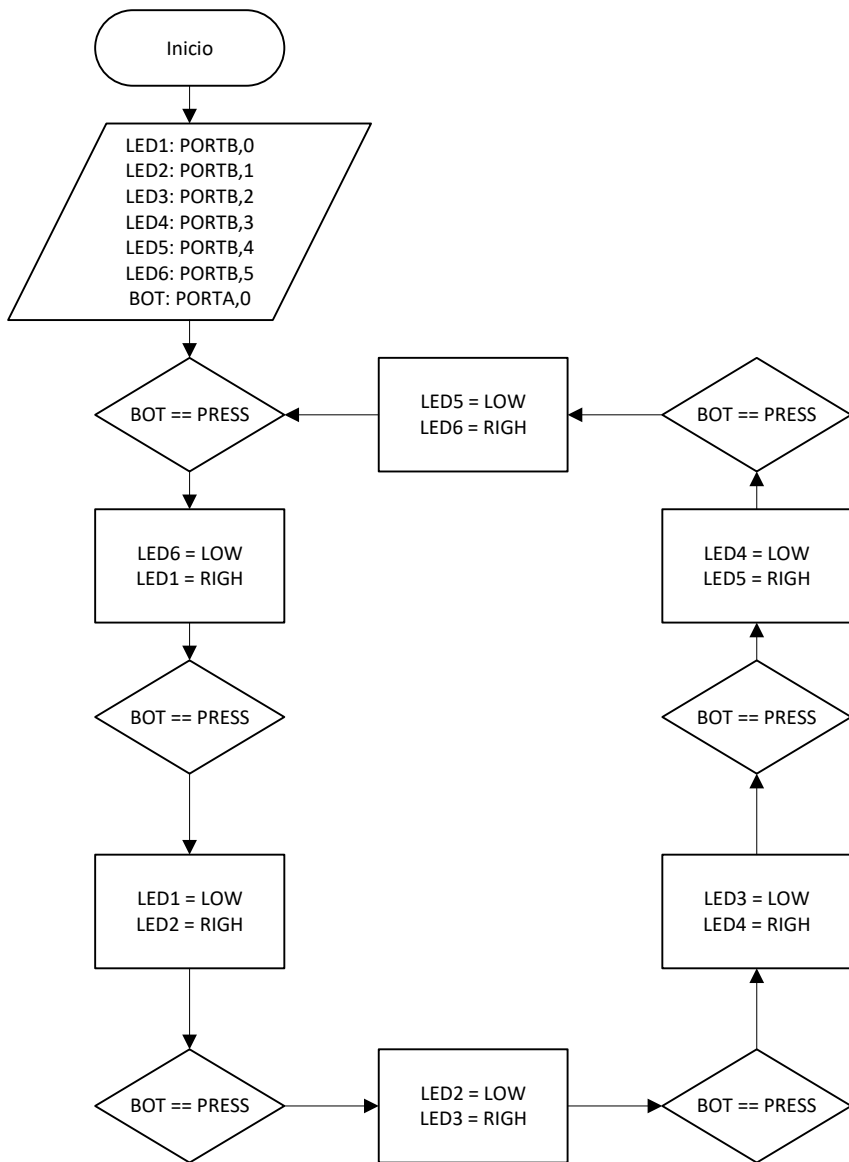 Inicio
LED1: PORTB,0
LED2: PORTB,1
LED3: PORTB,2
LED4: PORTB,3
LED5: PORTB,4
LED6: PORTB,5
BOT: PORTA,0
BOT == PRESS
LED6 = LOW
LED1 = RIGH
BOT == PRESS
LED1 = LOW
LED2 = RIGH
BOT == PRESS
LED2 = LOW
LED3 = RIGH
BOT == PRESS
LED3 = LOW
LED4 = RIGH
BOT == PRESS
LED4 = LOW
LED5 = RIGH
BOT == PRESS
LED5 = LOW
LED6 = RIGH